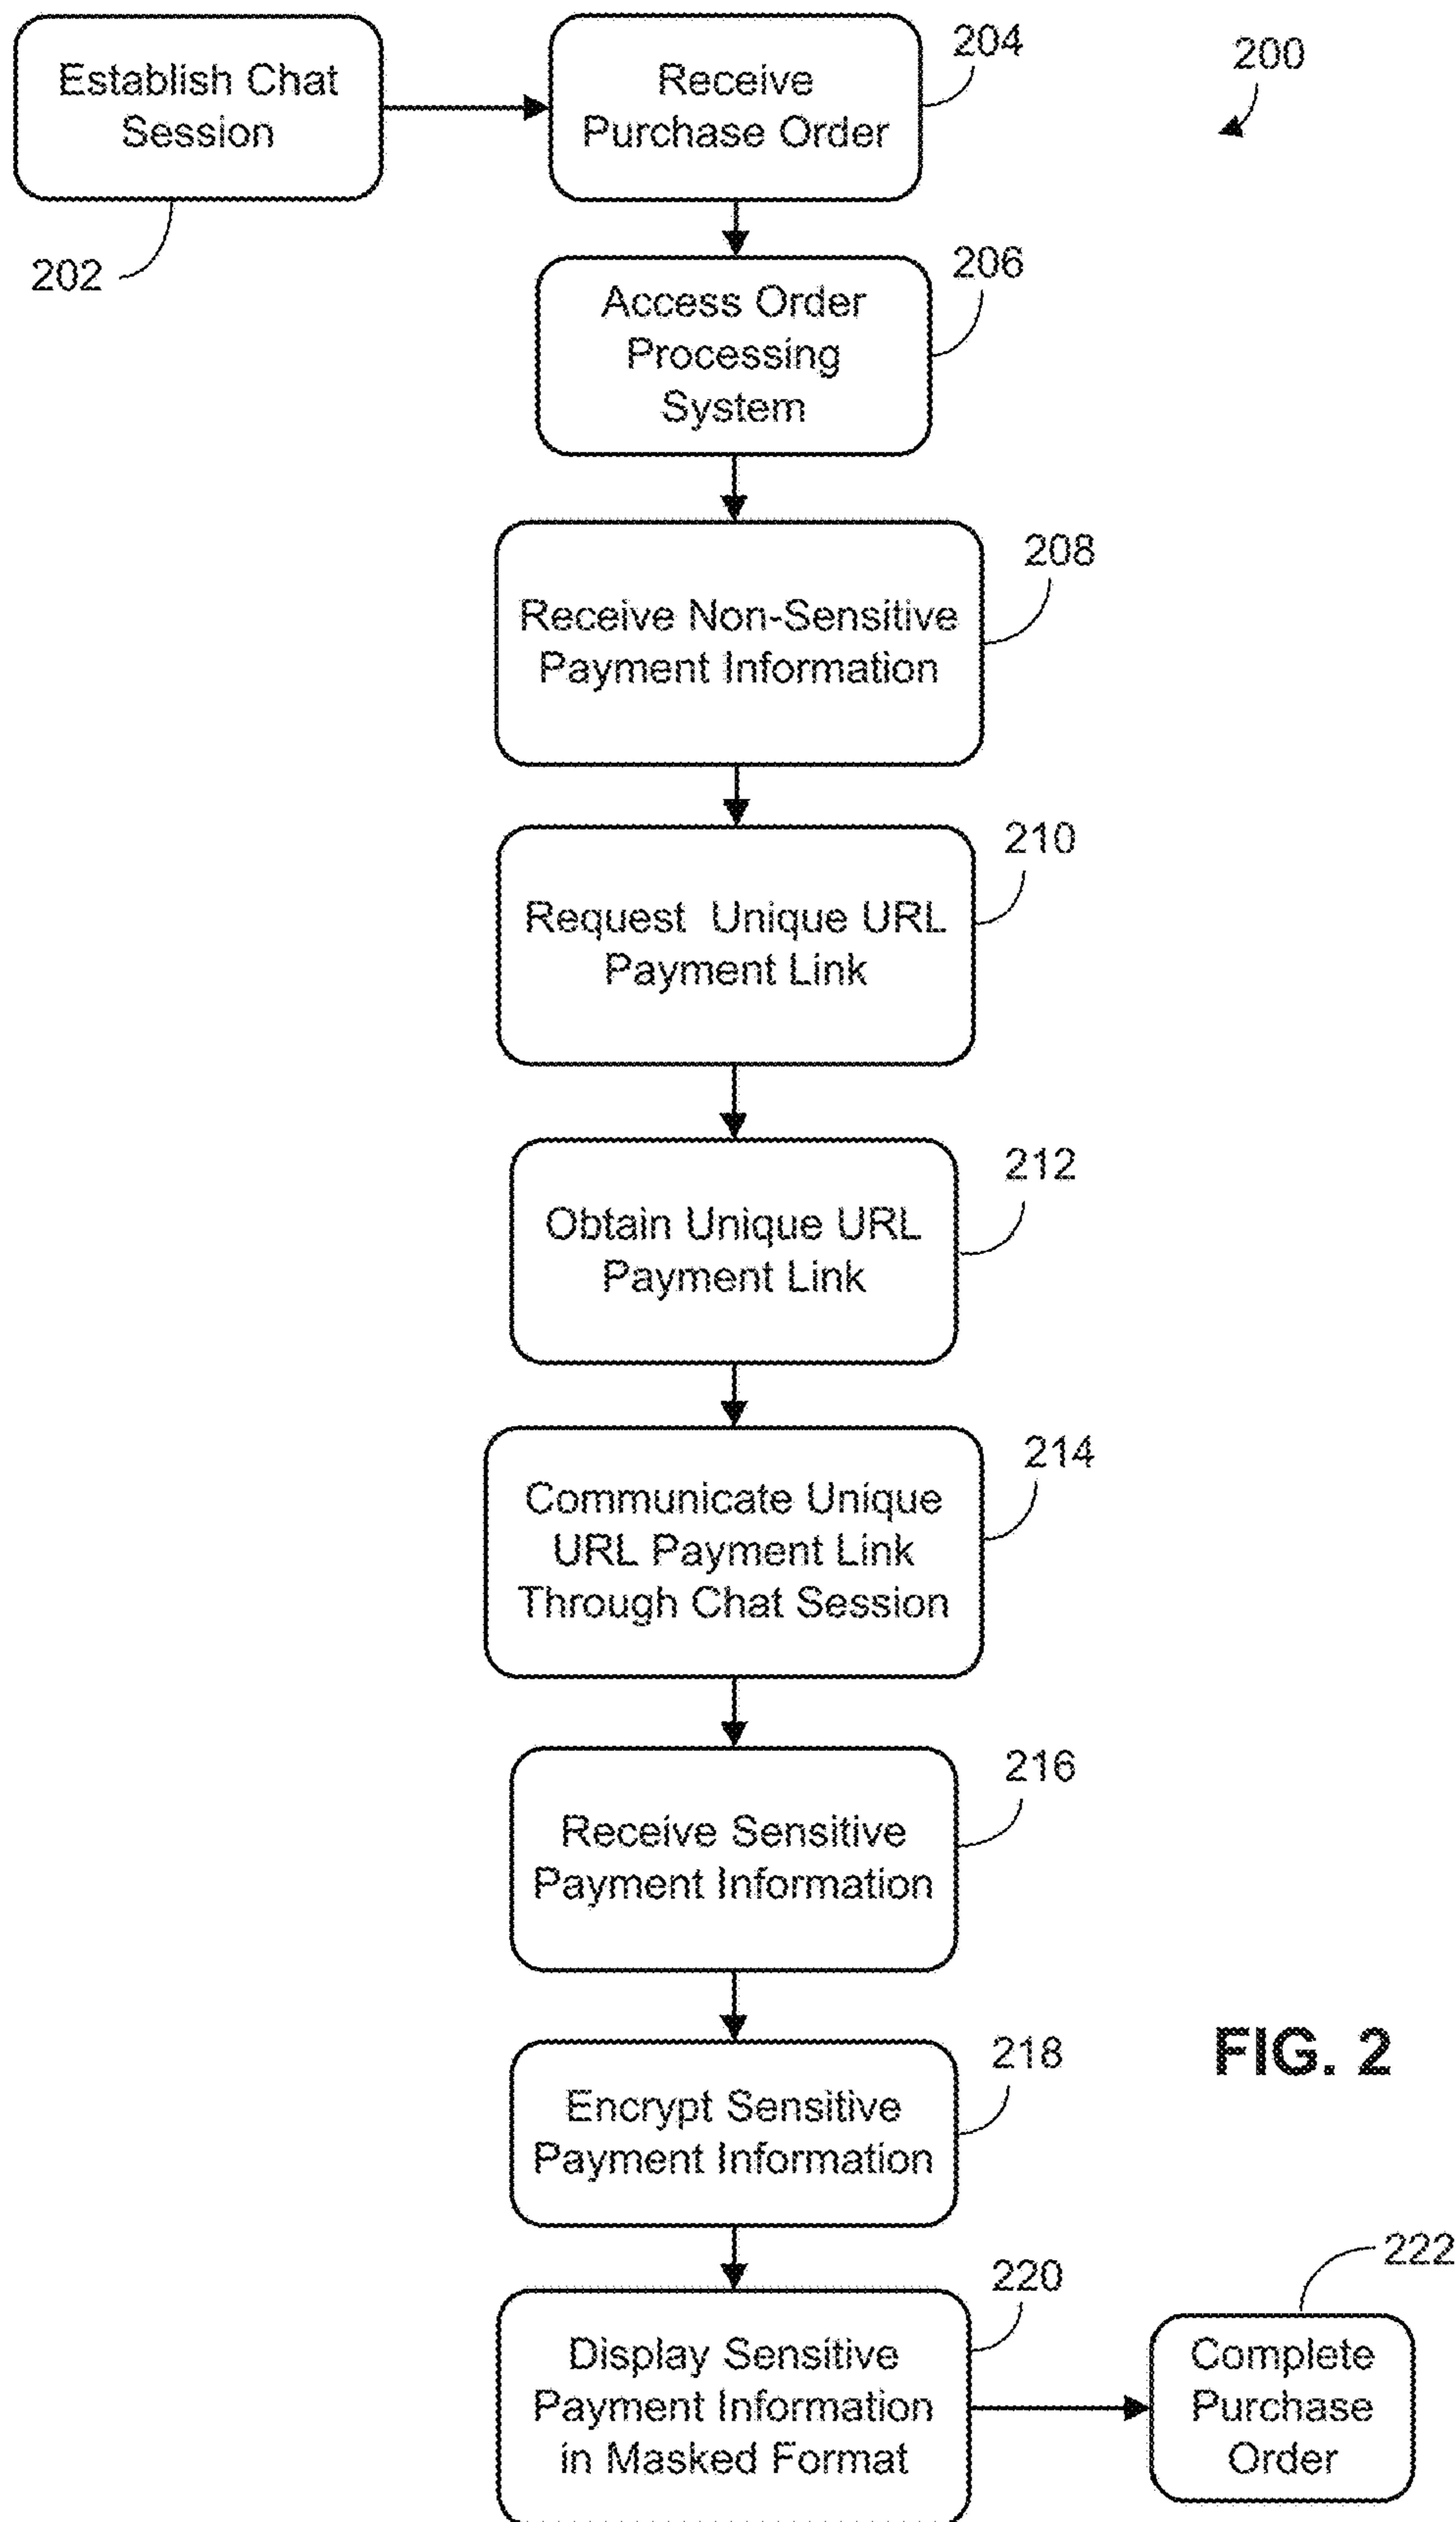 Establish Chat
Session
202
Receive
Purchase Order
204
200
Access Order
Processing
System
206
Receive Non-Sensitive
Payment Information
208
Request Unique URL
Payment Link
210
Obtain Unique URL
Payment Link
212
Communicate Unique
URL Payment Link
Through Chat Session
214
Receive Sensitive
Payment Information
216
Encrypt Sensitive
Payment Information
218
FIG. 2
Display Sensitive
Payment Information
in Masked Format
220
Complete
Purchase
Order
222